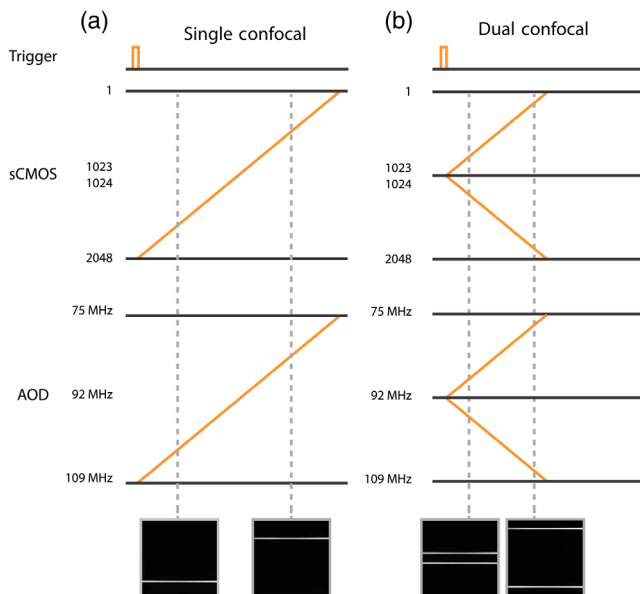 (a) Single confocal
(b) Dual confocal
Trigger
1
sCMOS
1023
1024
2048
75 MHz
AOD
92 MHz
109 MHz
1
1023
1024
2048
75 MHz
92 MHz
109 MHz